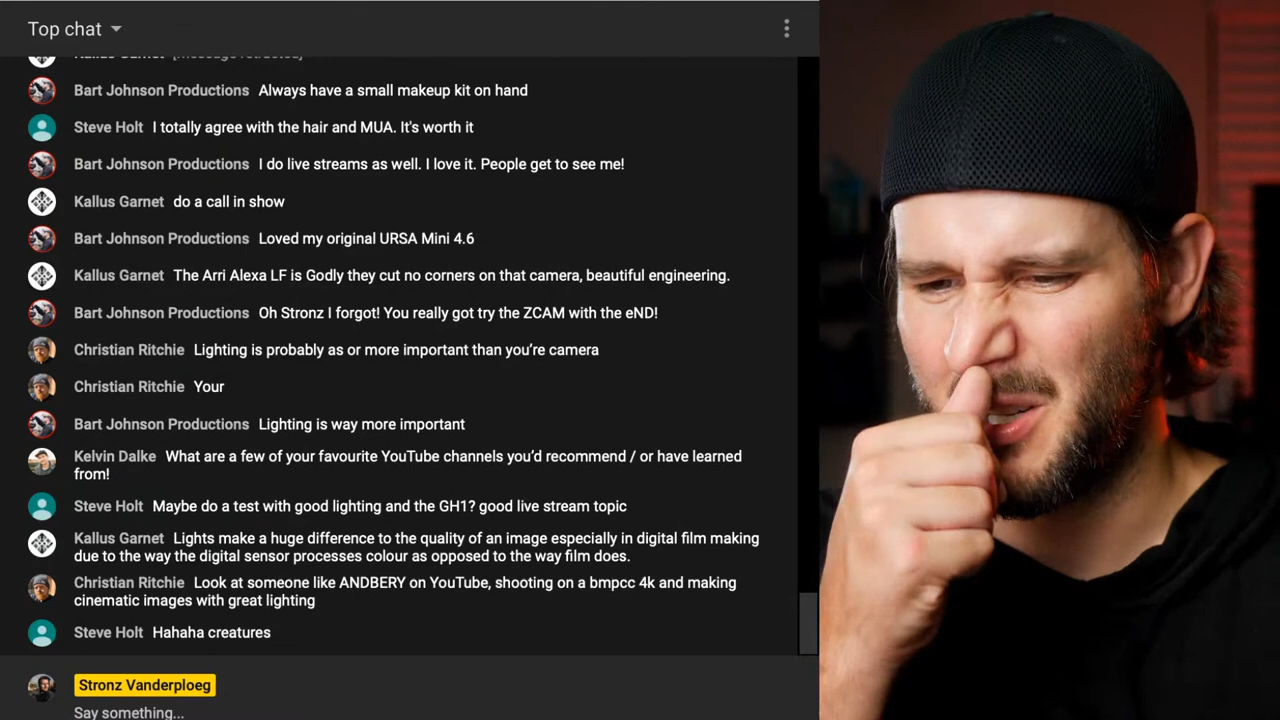 Top chat
Kallus Garnet [message retracted]
Bart Johnson Productions Always have a small makeup kit on hand
Steve Holt I totally agree with the hair and MUA. It's worth it
Bart Johnson Productions I do live streams as well. I love it. People get to see me!
Kallus Garnet do a call in show
Bart Johnson Productions Loved my original URSA Mini 4.6
Kallus Garnet The Arri Alexa LF is Godly they cut no corners on that camera, beautiful engineering.
Bart Johnson Productions Oh Stronz I forgot! You really got try the ZCAM with the eND!
Christian Ritchie Lighting is probably as or more important than you’re camera
Christian Ritchie Your
Bart Johnson Productions Lighting is way more important
Kelvin Dalke What are a few of your favourite YouTube channels you’d recommend / or have learned
from!
Steve Holt Maybe do a test with good lighting and the GH1? good live stream topic
Kallus Garnet Lights make a huge difference to the quality of an image especially in digital film making
due to the way the digital sensor processes colour as opposed to the way film does.
Christian Ritchie Look at someone like ANDBERY on YouTube, shooting on a bmpcc 4k and making
cinematic images with great lighting
Steve Holt Hahaha creatures
Stronz Vanderploeg
Say something...